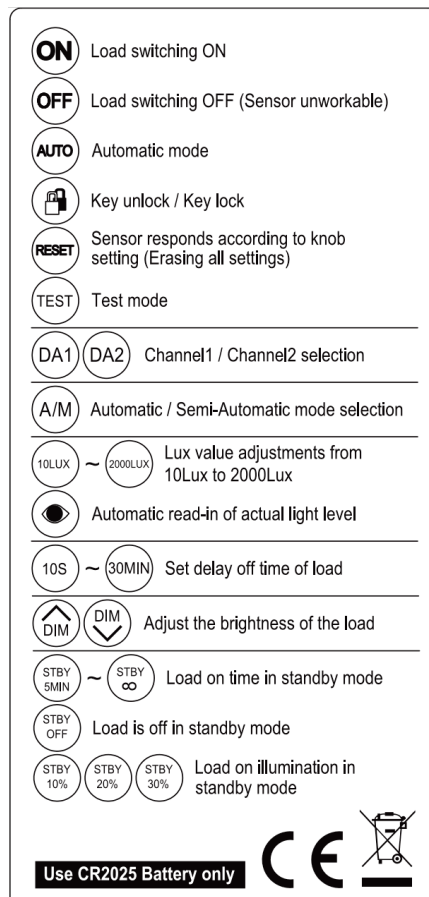 ON Load switching ON
OFF Load switching OFF (Sensor unworkable)
AUTO Automatic mode
Key unlock / Key lock
RESET Sensor responds according to knob
setting (Erasing all settings)
TEST Test mode
DA1 DA2 Channel1 / Channel2 selection
A/M Automatic / Semi-Automatic mode selection
10LUX ~ 2000LUX Lux value adjustments from
10Lux to 2000Lux
Automatic read-in of actual light level
10S ~ 30MIN Set delay off time of load
DIM DIM Adjust the brightness of the load
STBY 5MIN ~ STBY ∞ Load on time in standby mode
STBY OFF Load is off in standby mode
STBY 10% STBY 20% STBY 30% Load on illumination in
standby mode
Use CR2025 Battery only CE